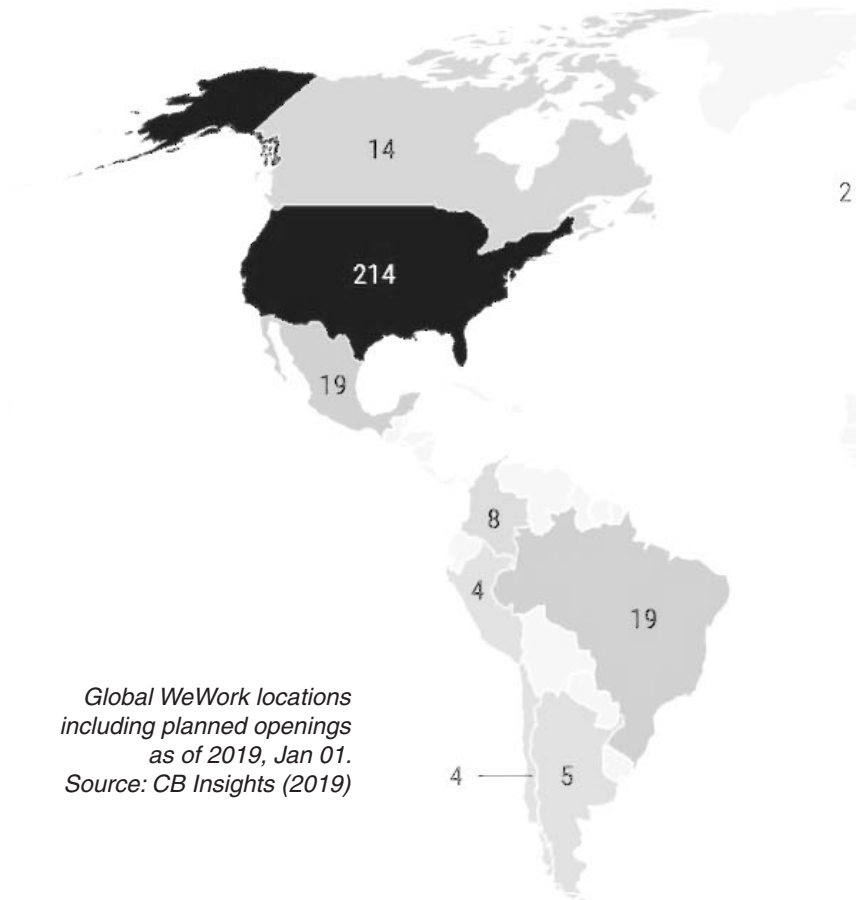 14
2
214
19
8
4
19
Global WeWork locations
including planned openings
as of 2019, Jan 01.
Source: CB Insights (2019)
4
5